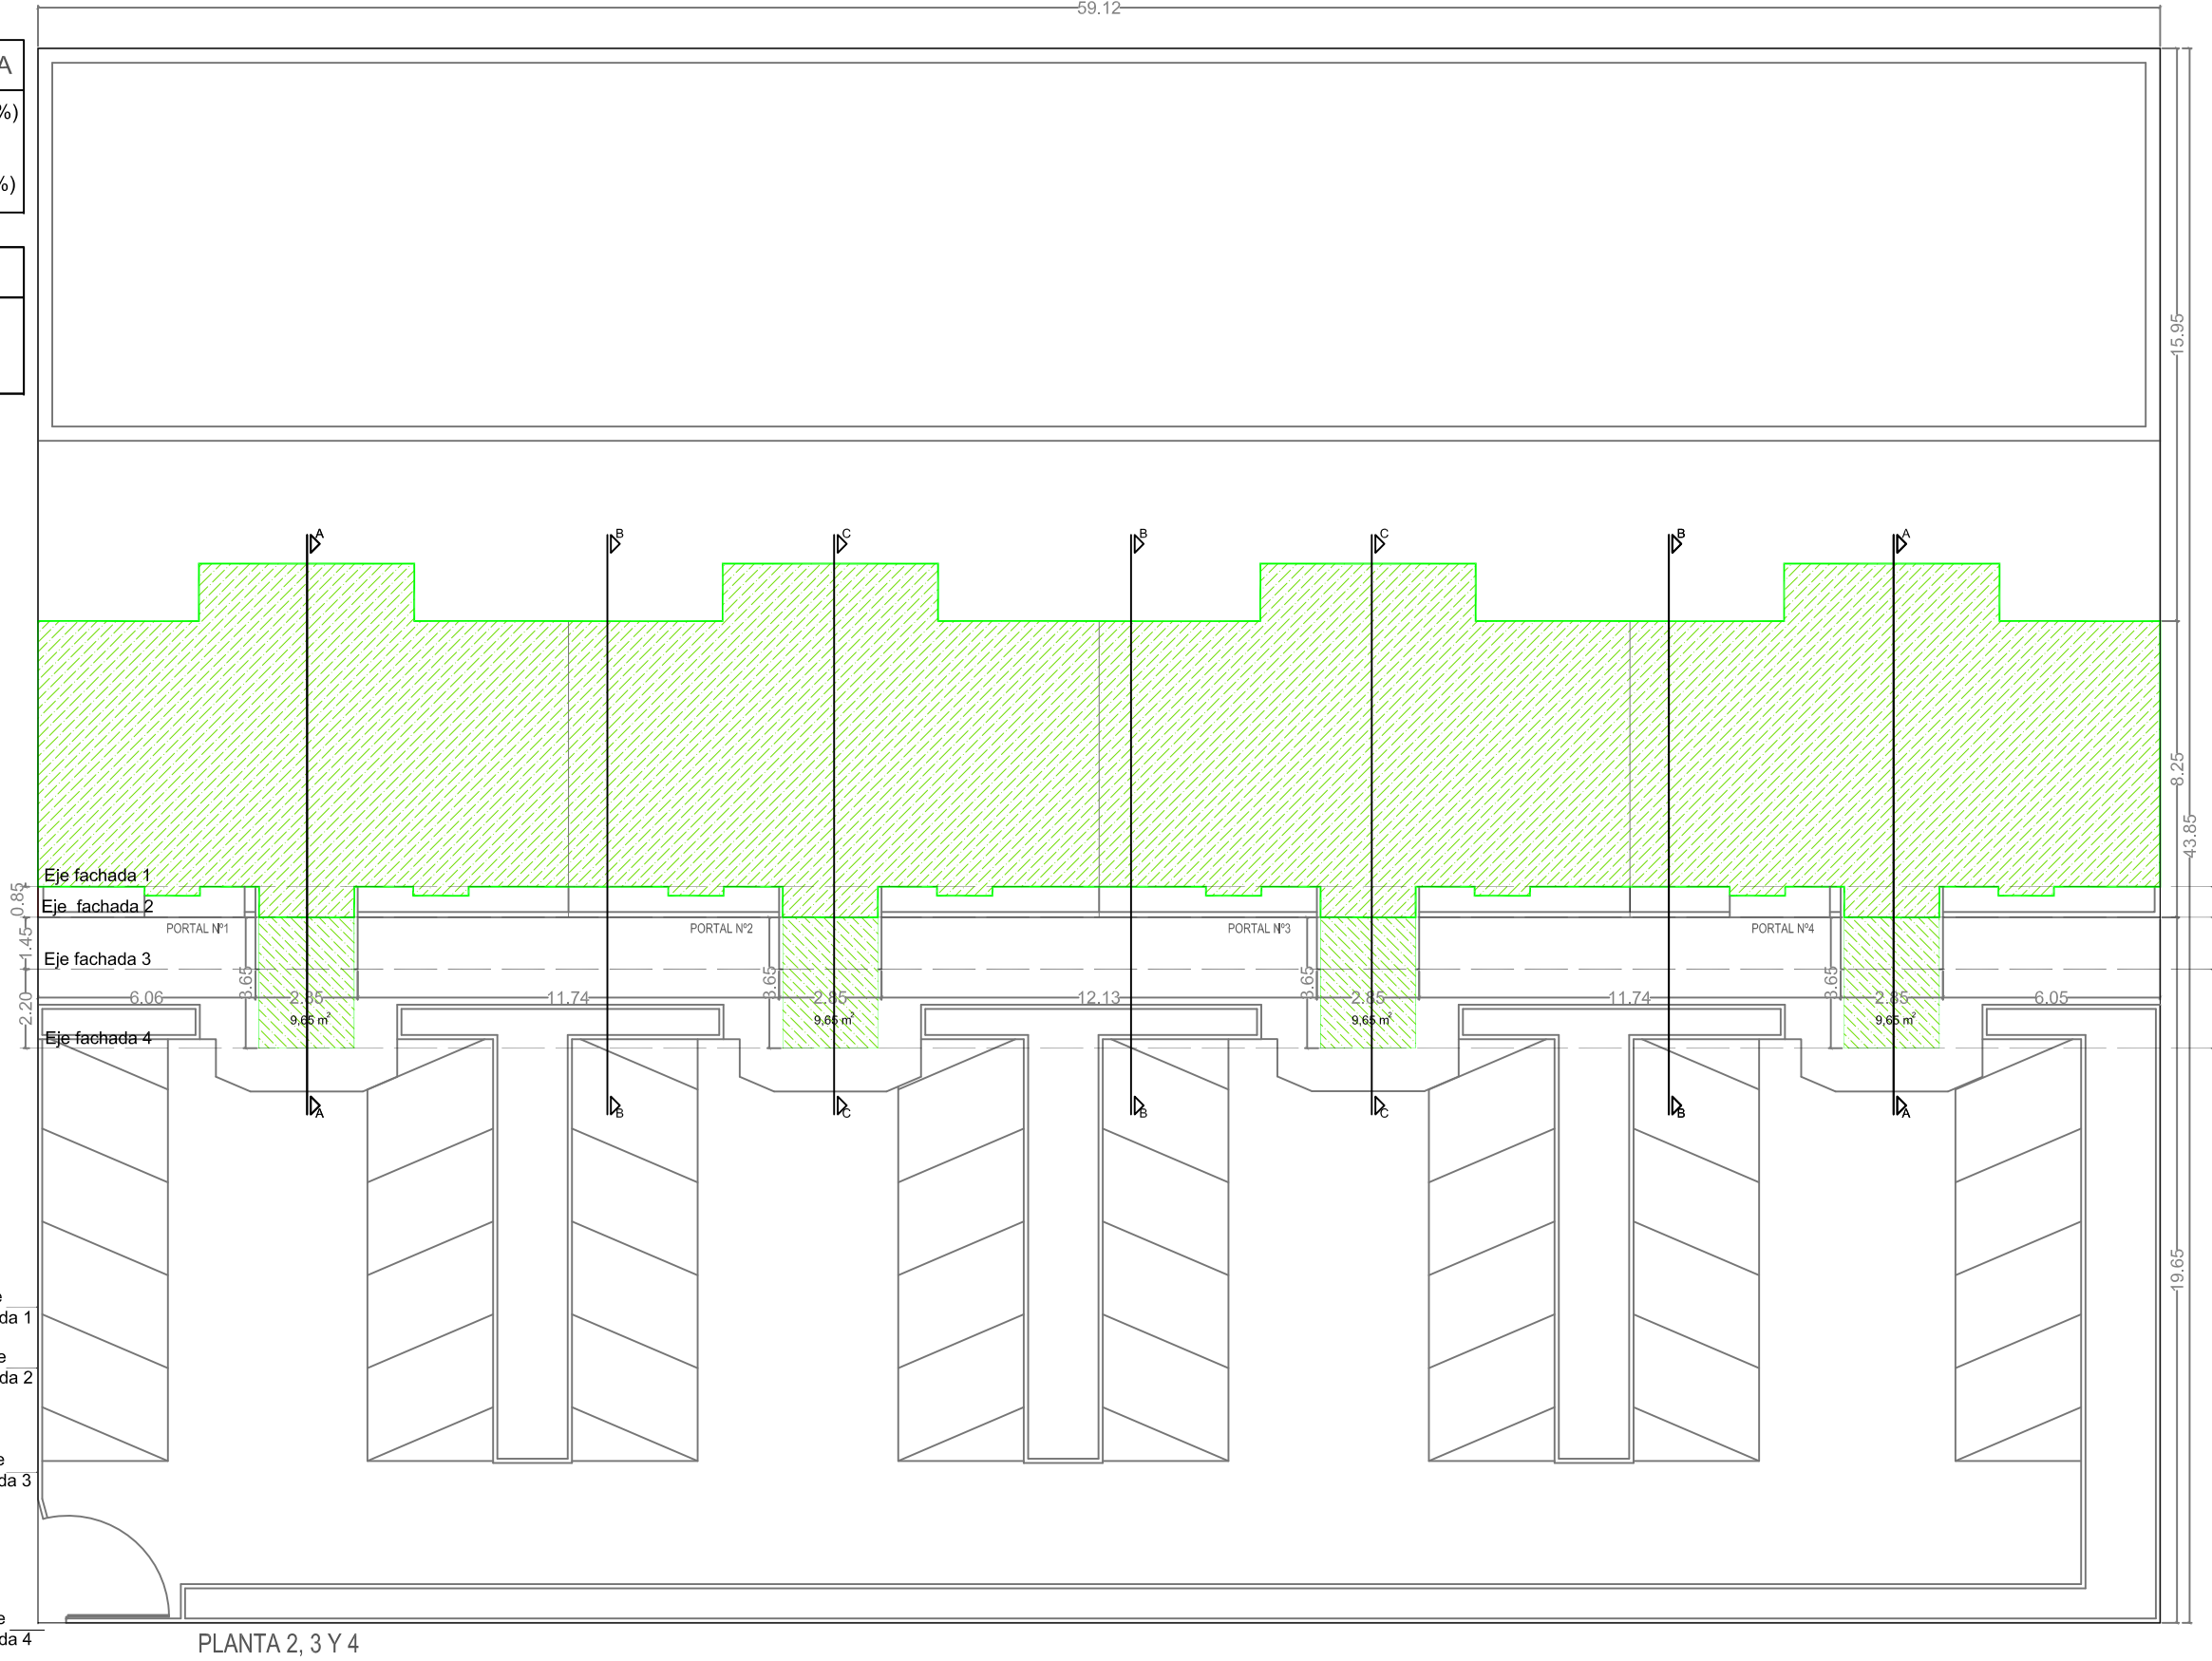 59.12
A
%)
%)
15.95
A
B
C
B
C
B
A
8.25
43.85
Eje fachada 1
0.85
Eje fachada 2
PORTAL Nº1
PORTAL Nº2
PORTAL Nº3
PORTAL Nº4
1.45
Eje fachada 3
3.65
3.65
3.65
3.65
2.20
6.06
2.85
11.74
2.85
12.13
2.85
11.74
2.85
6.05
9,65 m²
9,65 m²
9,65 m²
9,65 m²
Eje fachada 4
A
B
C
B
C
B
A
19.65
e
da 1
e
da 2
e
da 3
e
da 4
PLANTA 2, 3 Y 4